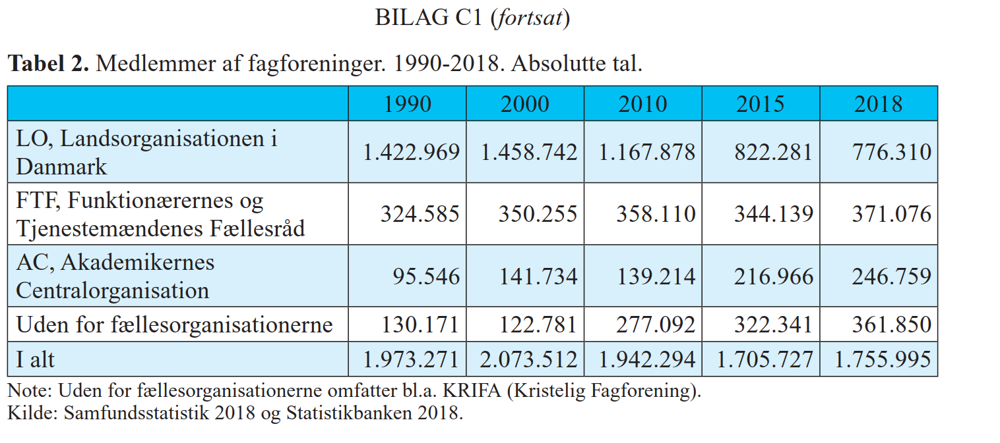 BILAG C1 (fortsat)
Tabel 2. Medlemmer af fagforeninger. 1990-2018. Absolutte tal.
1990 2000 2010 2015 2018
LO, Landsorganisationen i
Danmark 1.422.969 1.458.742 1.167.878 822.281 776.310
FTF, Funktionærernes og
Tjenestemændenes Fællesråd 324.585 350.255 358.110 344.139 371.076
AC, Akademikernes
Centralorganisation 95.546 141.734 139.214 216.966 246.759
Uden for fællesorganisationerne 130.171 122.781 277.092 322.341 361.850
I alt 1.973.271 2.073.512 1.942.294 1.705.727 1.755.995
Note: Uden for fællesorganisationerne omfatter bl.a. KRIFA (Kristelig Fagforening).
Kilde: Samfundsstatistik 2018 og Statistikbanken 2018.